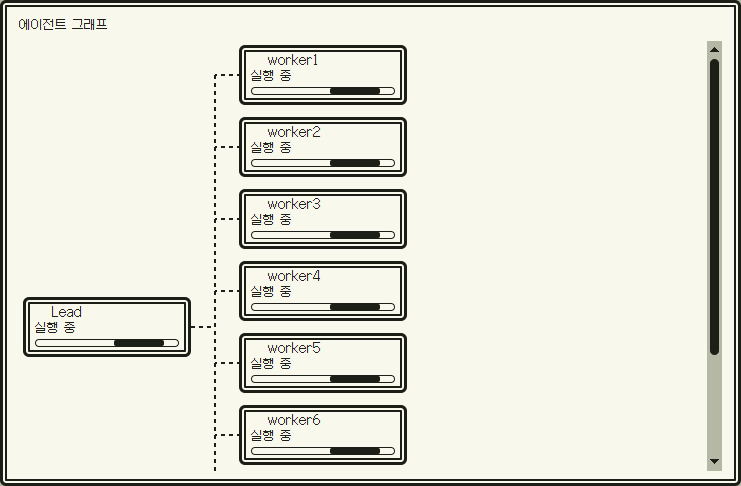 에이전트 그래프
worker1
실행 중
worker2
실행 중
worker3
실행 중
worker4
실행 중
Lead
실행 중
worker5
실행 중
worker6
실행 중